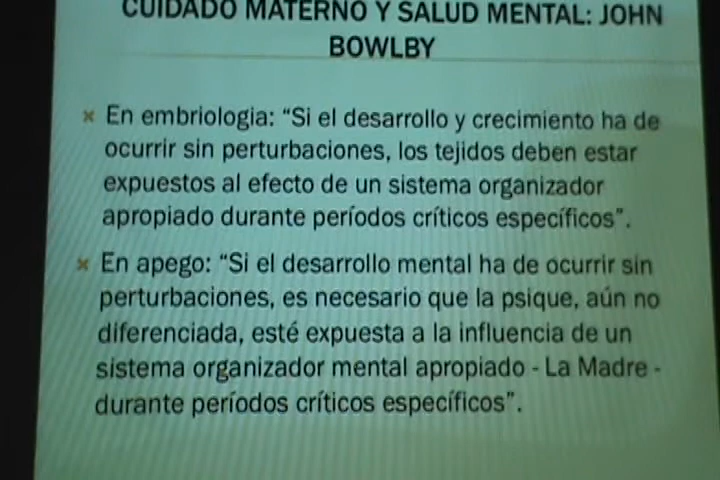 CUIDADO MATERNO Y SALUD MENTAL: JOHN
BOWLBY
En embriologia: “Si el desarrollo y crecimiento ha de
ocurrir sin perturbaciones, los tejidos deben estar
expuestos al efecto de un sistema organizador
apropiado durante períodos críticos específicos”.
En apego: “Si el desarrollo mental ha de ocurrir sin
perturbaciones, es necesario que la psique, aún no
diferenciada, esté expuesta a la influencia de un
sistema organizador mental apropiado - La Madre -
durante períodos críticos específicos”.